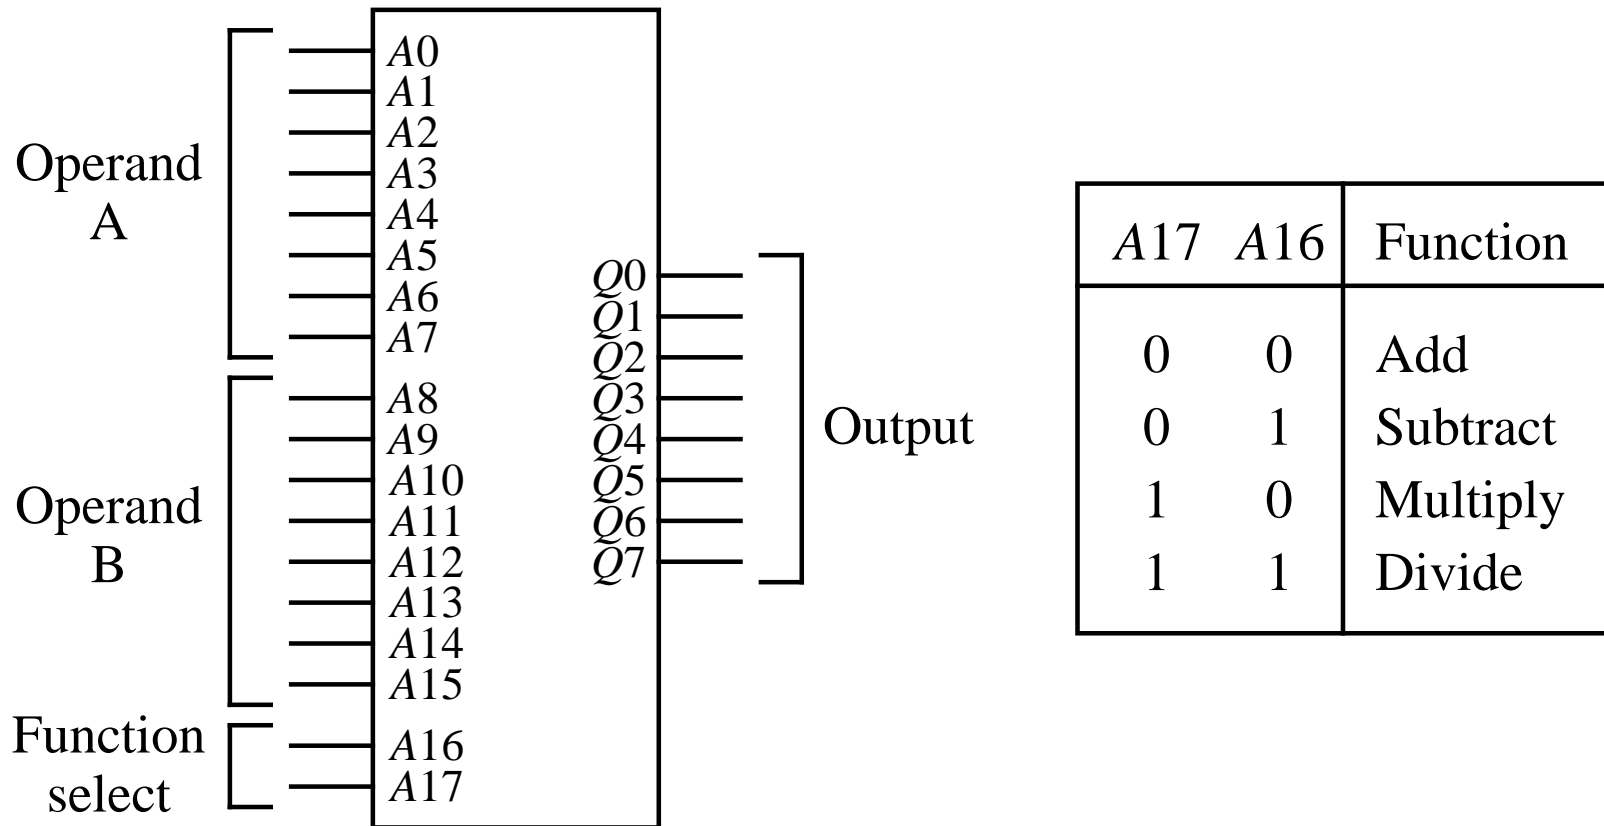 Operand
A
Operand
B
Function
select
A0
A1
A2
A3
A4
A5
A6
A7
A8
A9
A10
A11
A12
A13
A14
A15
A16
A17
Q0
Q1
Q2
Q3
Q4
Q5
Q6
Q7
Output
A17 A16 Function
0 0 Add
0 1 Subtract
1 0 Multiply
1 1 Divide